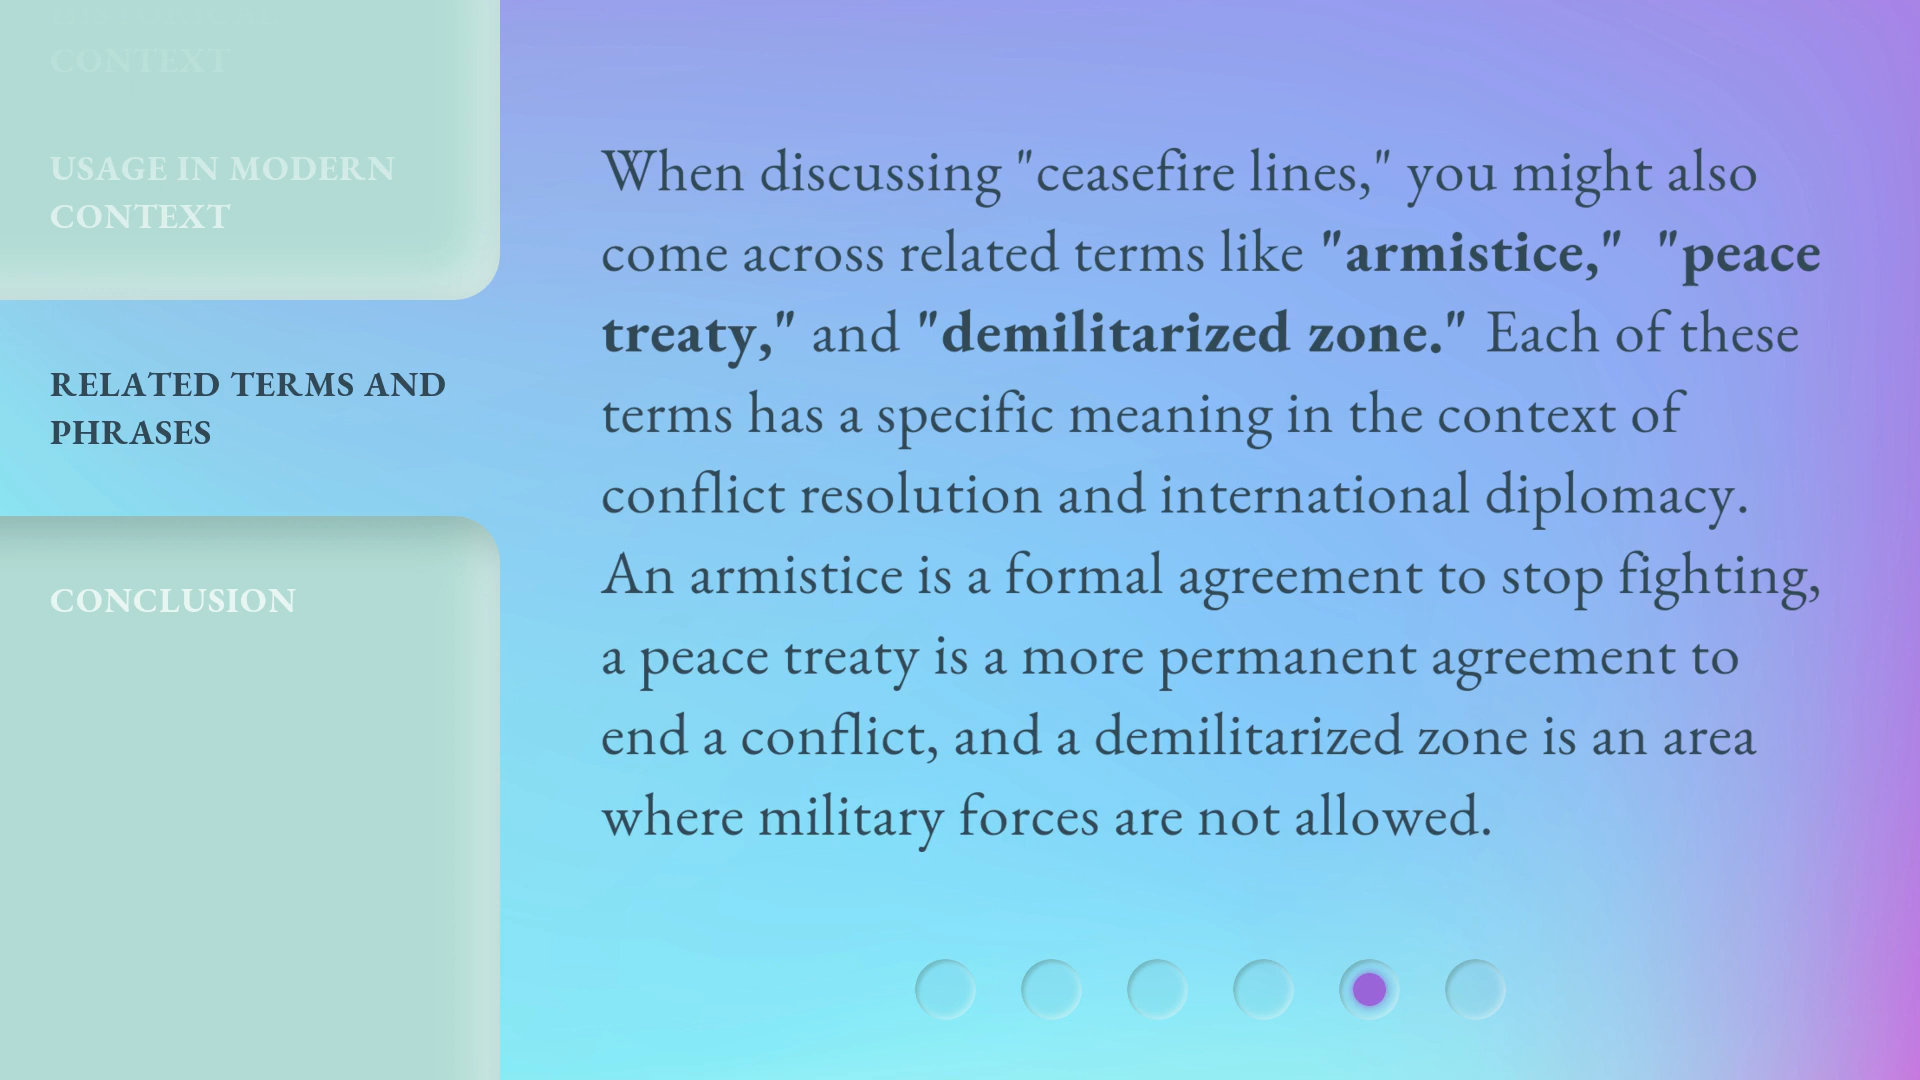 CONTEXT
USAGE IN MODERN
CONTEXT
RELATED TERMS AND
PHRASES
CONCLUSION
When discussing "ceasefire lines," you might also
come across related terms like "armistice," "peace
treaty," and "demilitarized zone." Each of these
terms has a specific meaning in the context of
conflict resolution and international diplomacy.
An armistice is a formal agreement to stop fighting,
a peace treaty is a more permanent agreement to
end a conflict, and a demilitarized zone is an area
where military forces are not allowed.